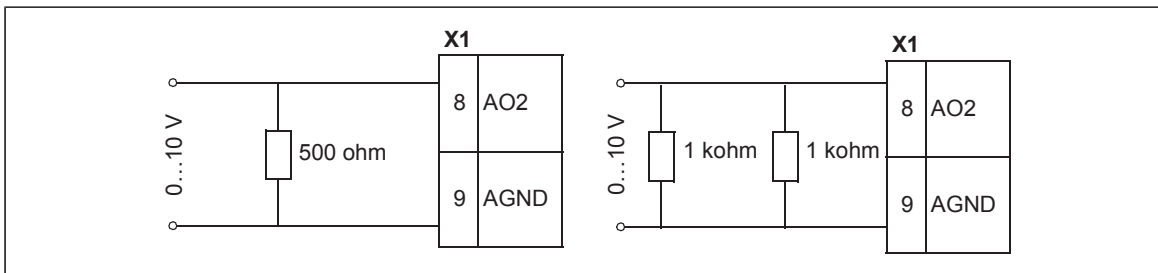 X1
0...10 V
500 ohm
8 AO2
9 AGND
X1
0...10 V
1 kohm
1 kohm
8 AO2
9 AGND